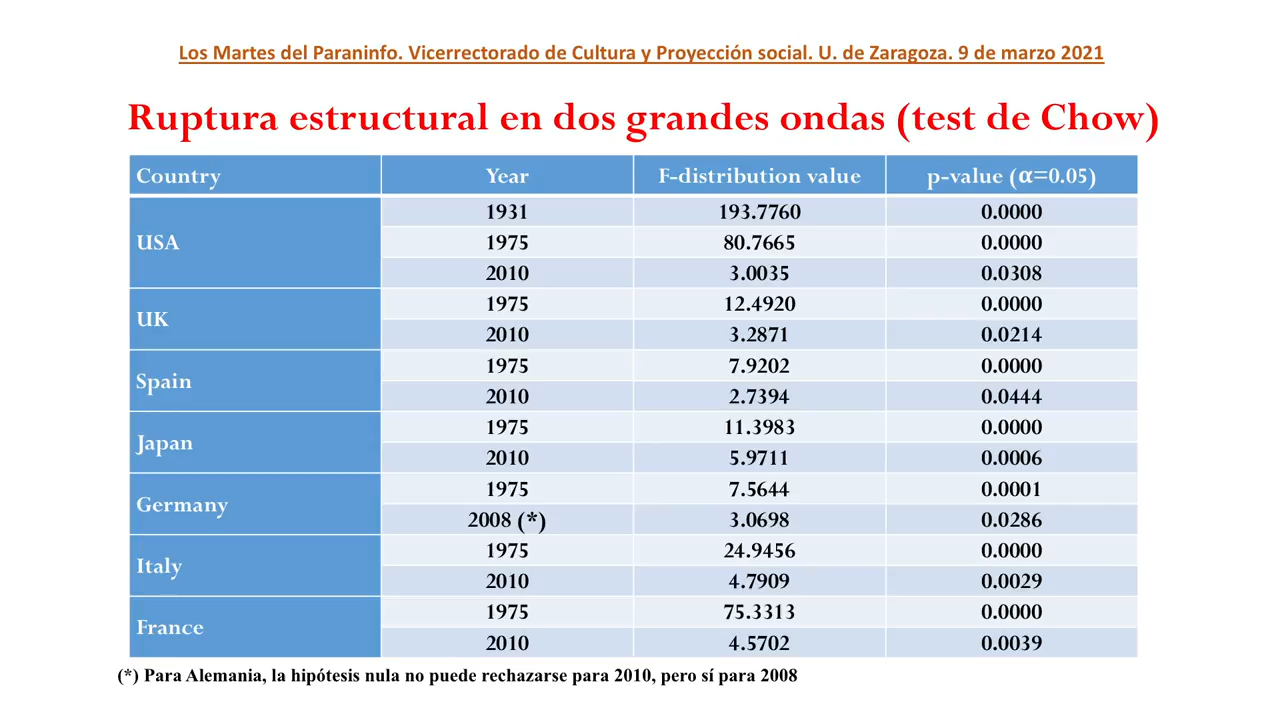 Los Martes del Paraninfo. Vicerrectorado de Cultura y Proyección social. U. de Zaragoza. 9 de marzo 2021
Ruptura estructural en dos grandes ondas (test de Chow)
Country Year F-distribution value p-value (α=0.05)
USA
1931 193.7760 0.0000
1975 80.7665 0.0000
2010 3.0035 0.0308
UK
1975 12.4920 0.0000
2010 3.2871 0.0214
Spain
1975 7.9202 0.0000
2010 2.7394 0.0444
Japan
1975 11.3983 0.0000
2010 5.9711 0.0006
Germany
1975 7.5644 0.0001
2008 (*) 3.0698 0.0286
Italy
1975 24.9456 0.0000
2010 4.7909 0.0029
France
1975 75.3313 0.0000
2010 4.5702 0.0039
(*) Para Alemania, la hipótesis nula no puede rechazarse para 2010, pero sí para 2008